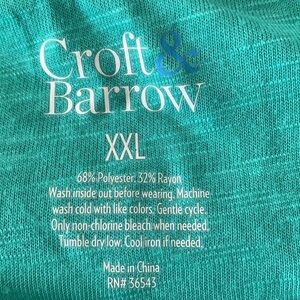 Croft &
Barrow
XXL
68% Polyester, 32% Rayon
Wash inside out before wearing. Machine
wash cold with like colors. Gentle cycle.
Only non-chlorine bleach when needed.
Tumble dry low. Cool iron if needed.
Made in China
RN# 36543